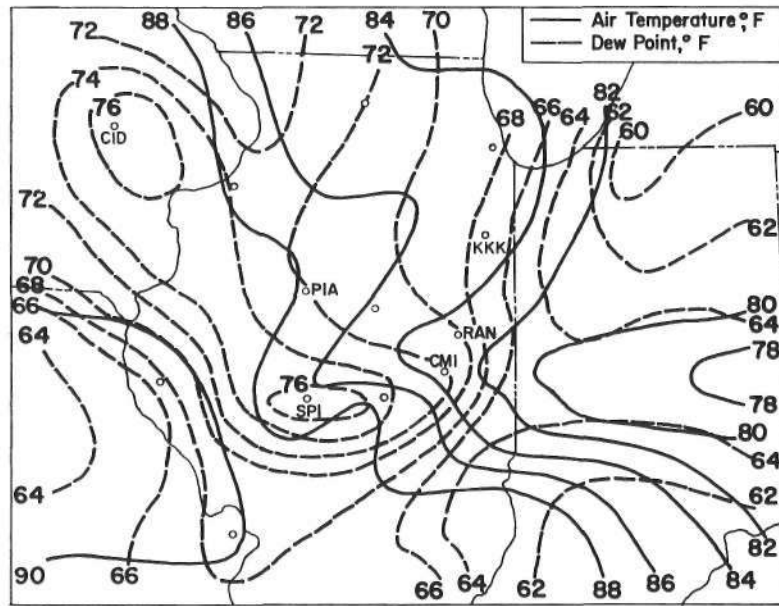 72 88 86 72 84 70
Air Temperature, ° F
Dew Point, ° F
74 72
76
CID
82
68 66 64 62 60 60
72
62
KKK
70 PIA
68
66 80
RAN 64
64
CMI 78
76
SPI 78
80
64
64 62
82
90 66 66 64 62 88 86 84